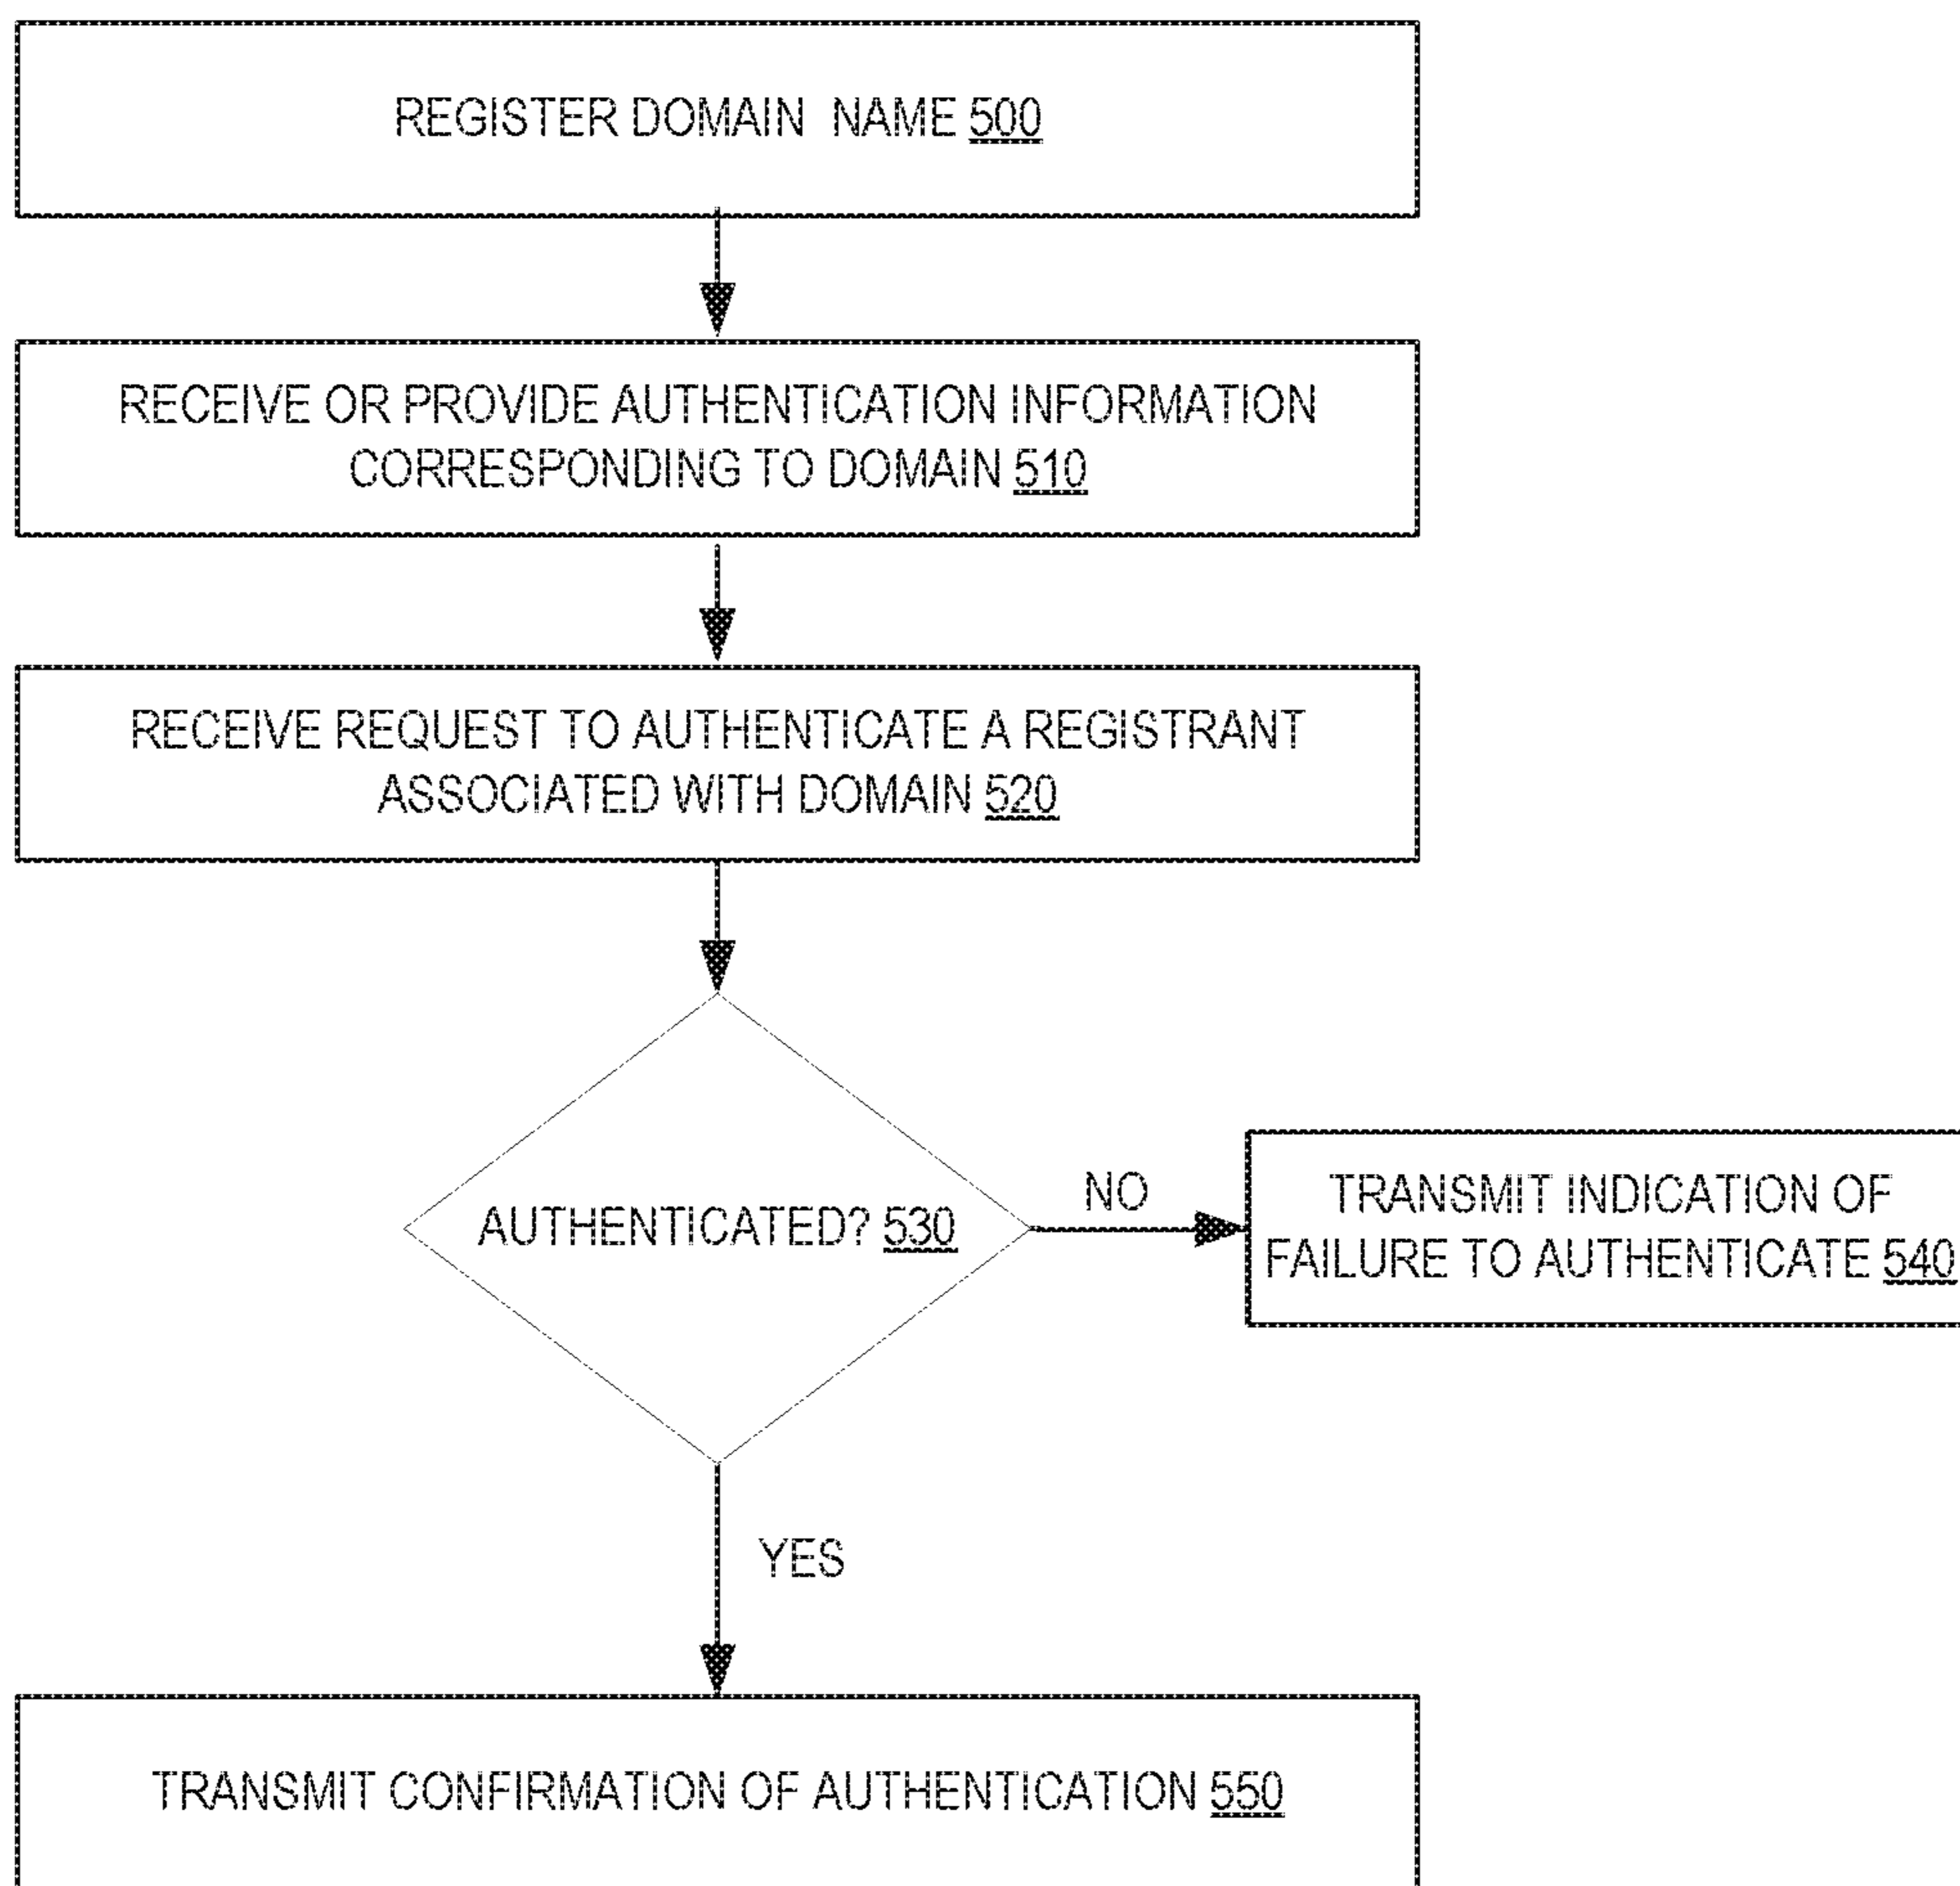 REGISTER DOMAIN NAME 500
RECEIVE OR PROVIDE AUTHENTICATION INFORMATION
CORRESPONDING TO DOMAIN 510
RECEIVE REQUEST TO AUTHENTICATE A REGISTRANT
ASSOCIATED WITH DOMAIN 520
AUTHENTICATED? 530
NO
TRANSMIT INDICATION OF
FAILURE TO AUTHENTICATE 540
YES
TRANSMIT CONFIRMATION OF AUTHENTICATION 550